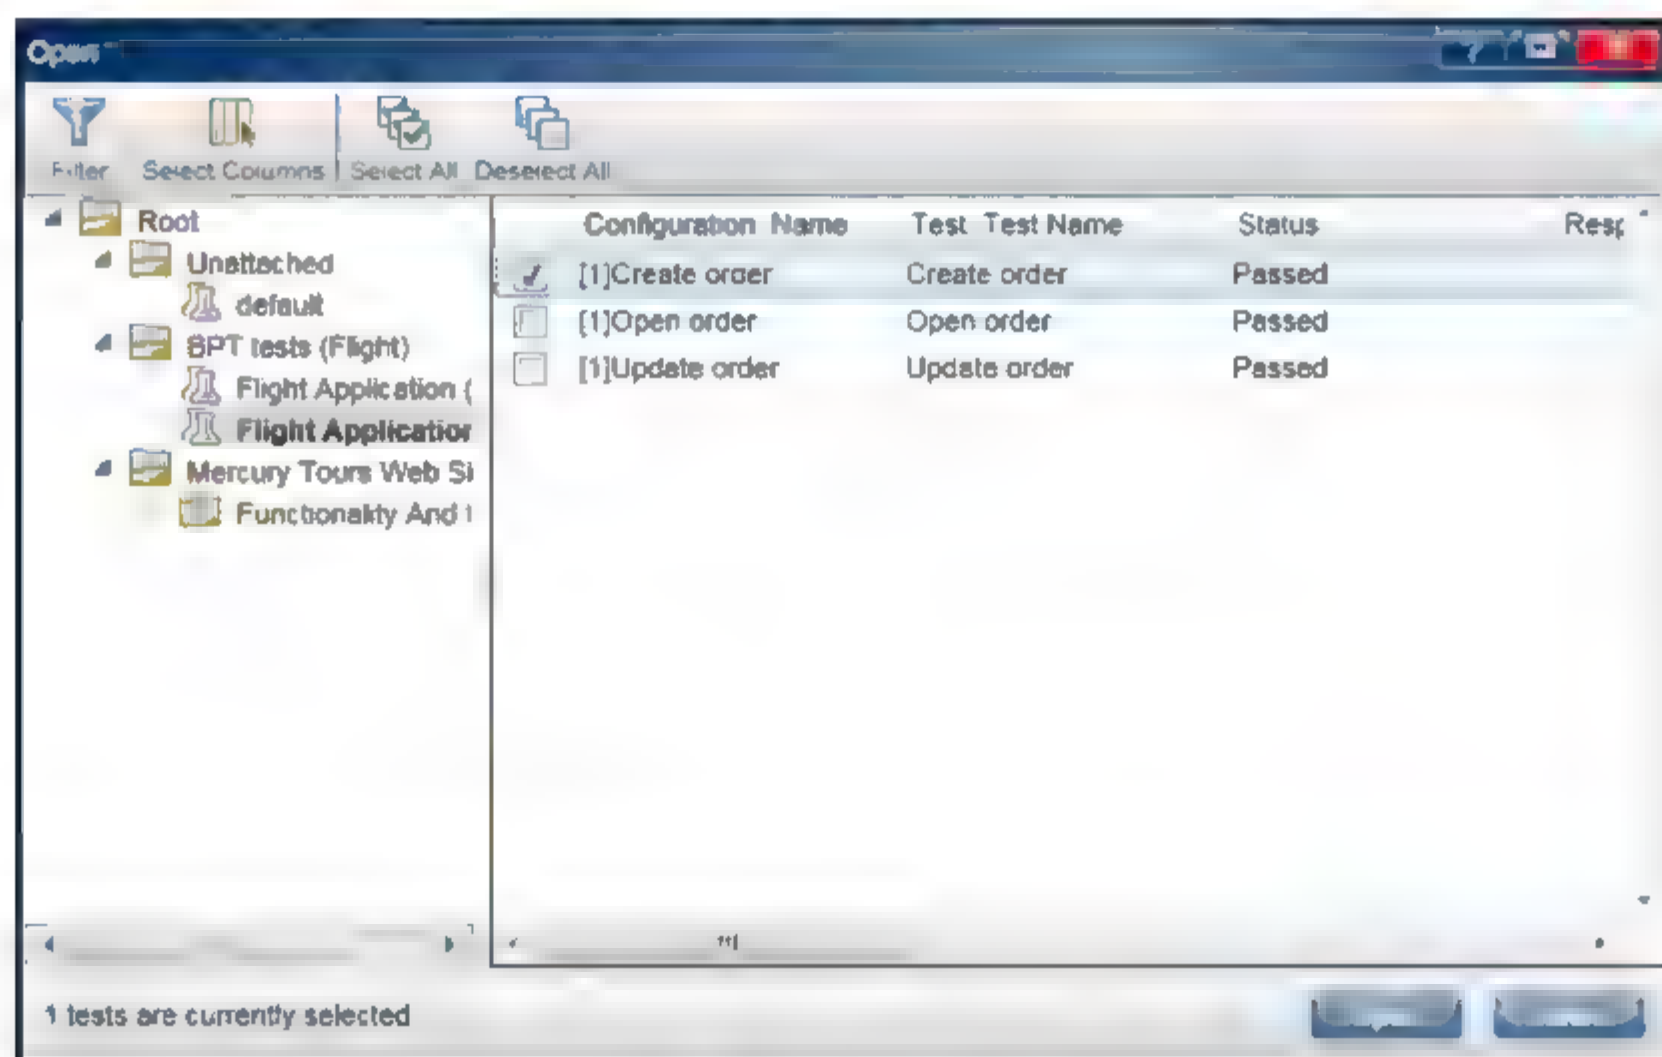 Open
Filter Select Columns Select All Deselect All
Root
Unattached
default
BPT tests (Flight)
Flight Application (
Flight Application
Mercury Tours Web Si
Functionality And
Configuration Name Test Test Name Status Resp
[1]Create order Create order Passed
[1]Open order Open order Passed
[1]Update order Update order Passed
1 tests are currently selected